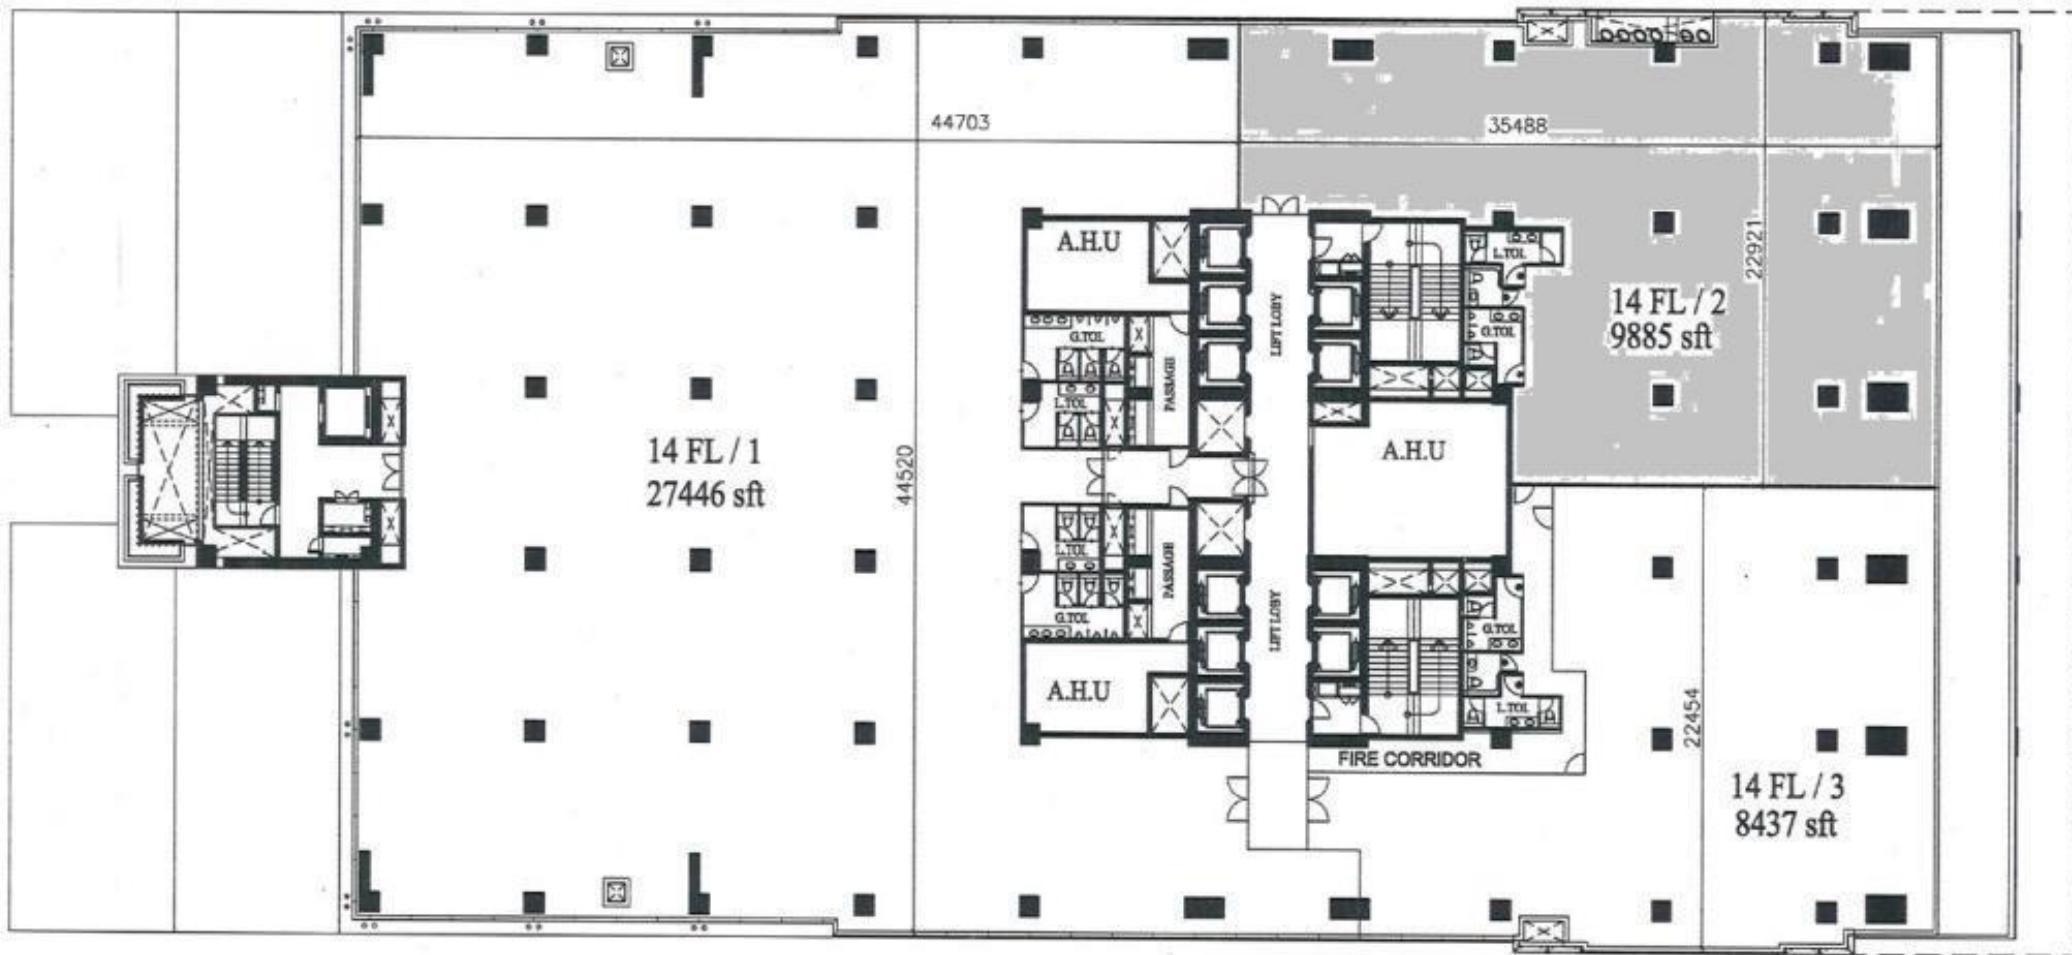 44703
35488
A.H.U
L.TOL
22921
14 FL / 2
9885 sft
LIFT LOBY
G.TOL
G.TOL
PASSAGE
L.TOL
A.H.U
14 FL / 1
27446 sft
44520
L.TOL
PASSAGE
G.TOL
LIFT LOBY
G.TOL
A.H.U
L.TOL
22454
FIRE CORRIDOR
14 FL / 3
8437 sft